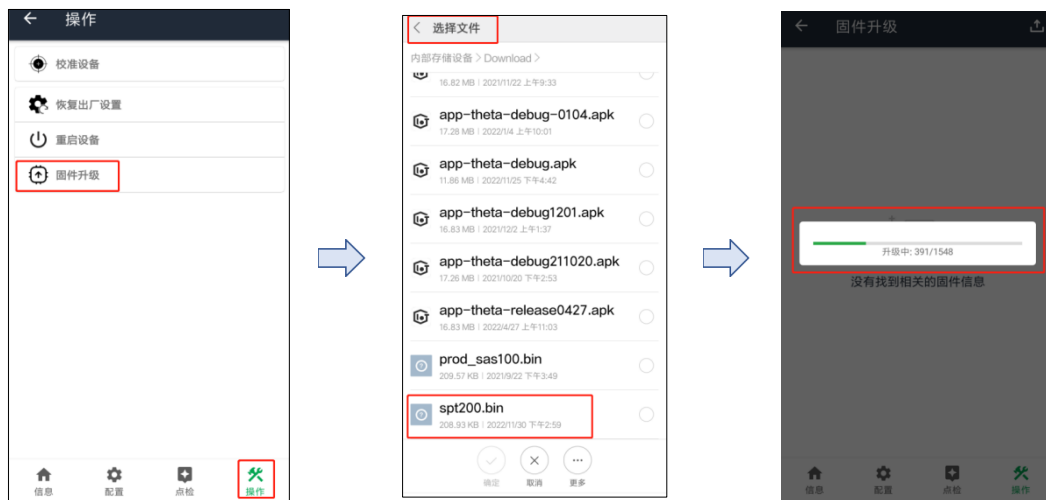 操作
校准设备
恢复出厂设置
重启设备
固件升级
信息
配置
点检
操作
选择文件
内部存储设备 > Download >
16.82 MB | 2021/11/22 上午9:33
app-theta-debug-0104.apk
17.28 MB | 2022/1/4 上午10:01
app-theta-debug.apk
11.86 MB | 2022/11/25 下午4:42
app-theta-debug1201.apk
16.83 MB | 2022/12/2 上午1:37
app-theta-debug211020.apk
17.26 MB | 2021/10/20 下午2:53
app-theta-release0427.apk
16.83 MB | 2022/4/27 上午11:03
prod_sas100.bin
209.57 KB | 2021/9/22 下午3:49
spt200.bin
208.93 KB | 2022/11/30 下午2:59
确定
取消
更多
固件升级
升级中: 391/1548
没有找到相关的固件信息
信息
配置
点检
操作